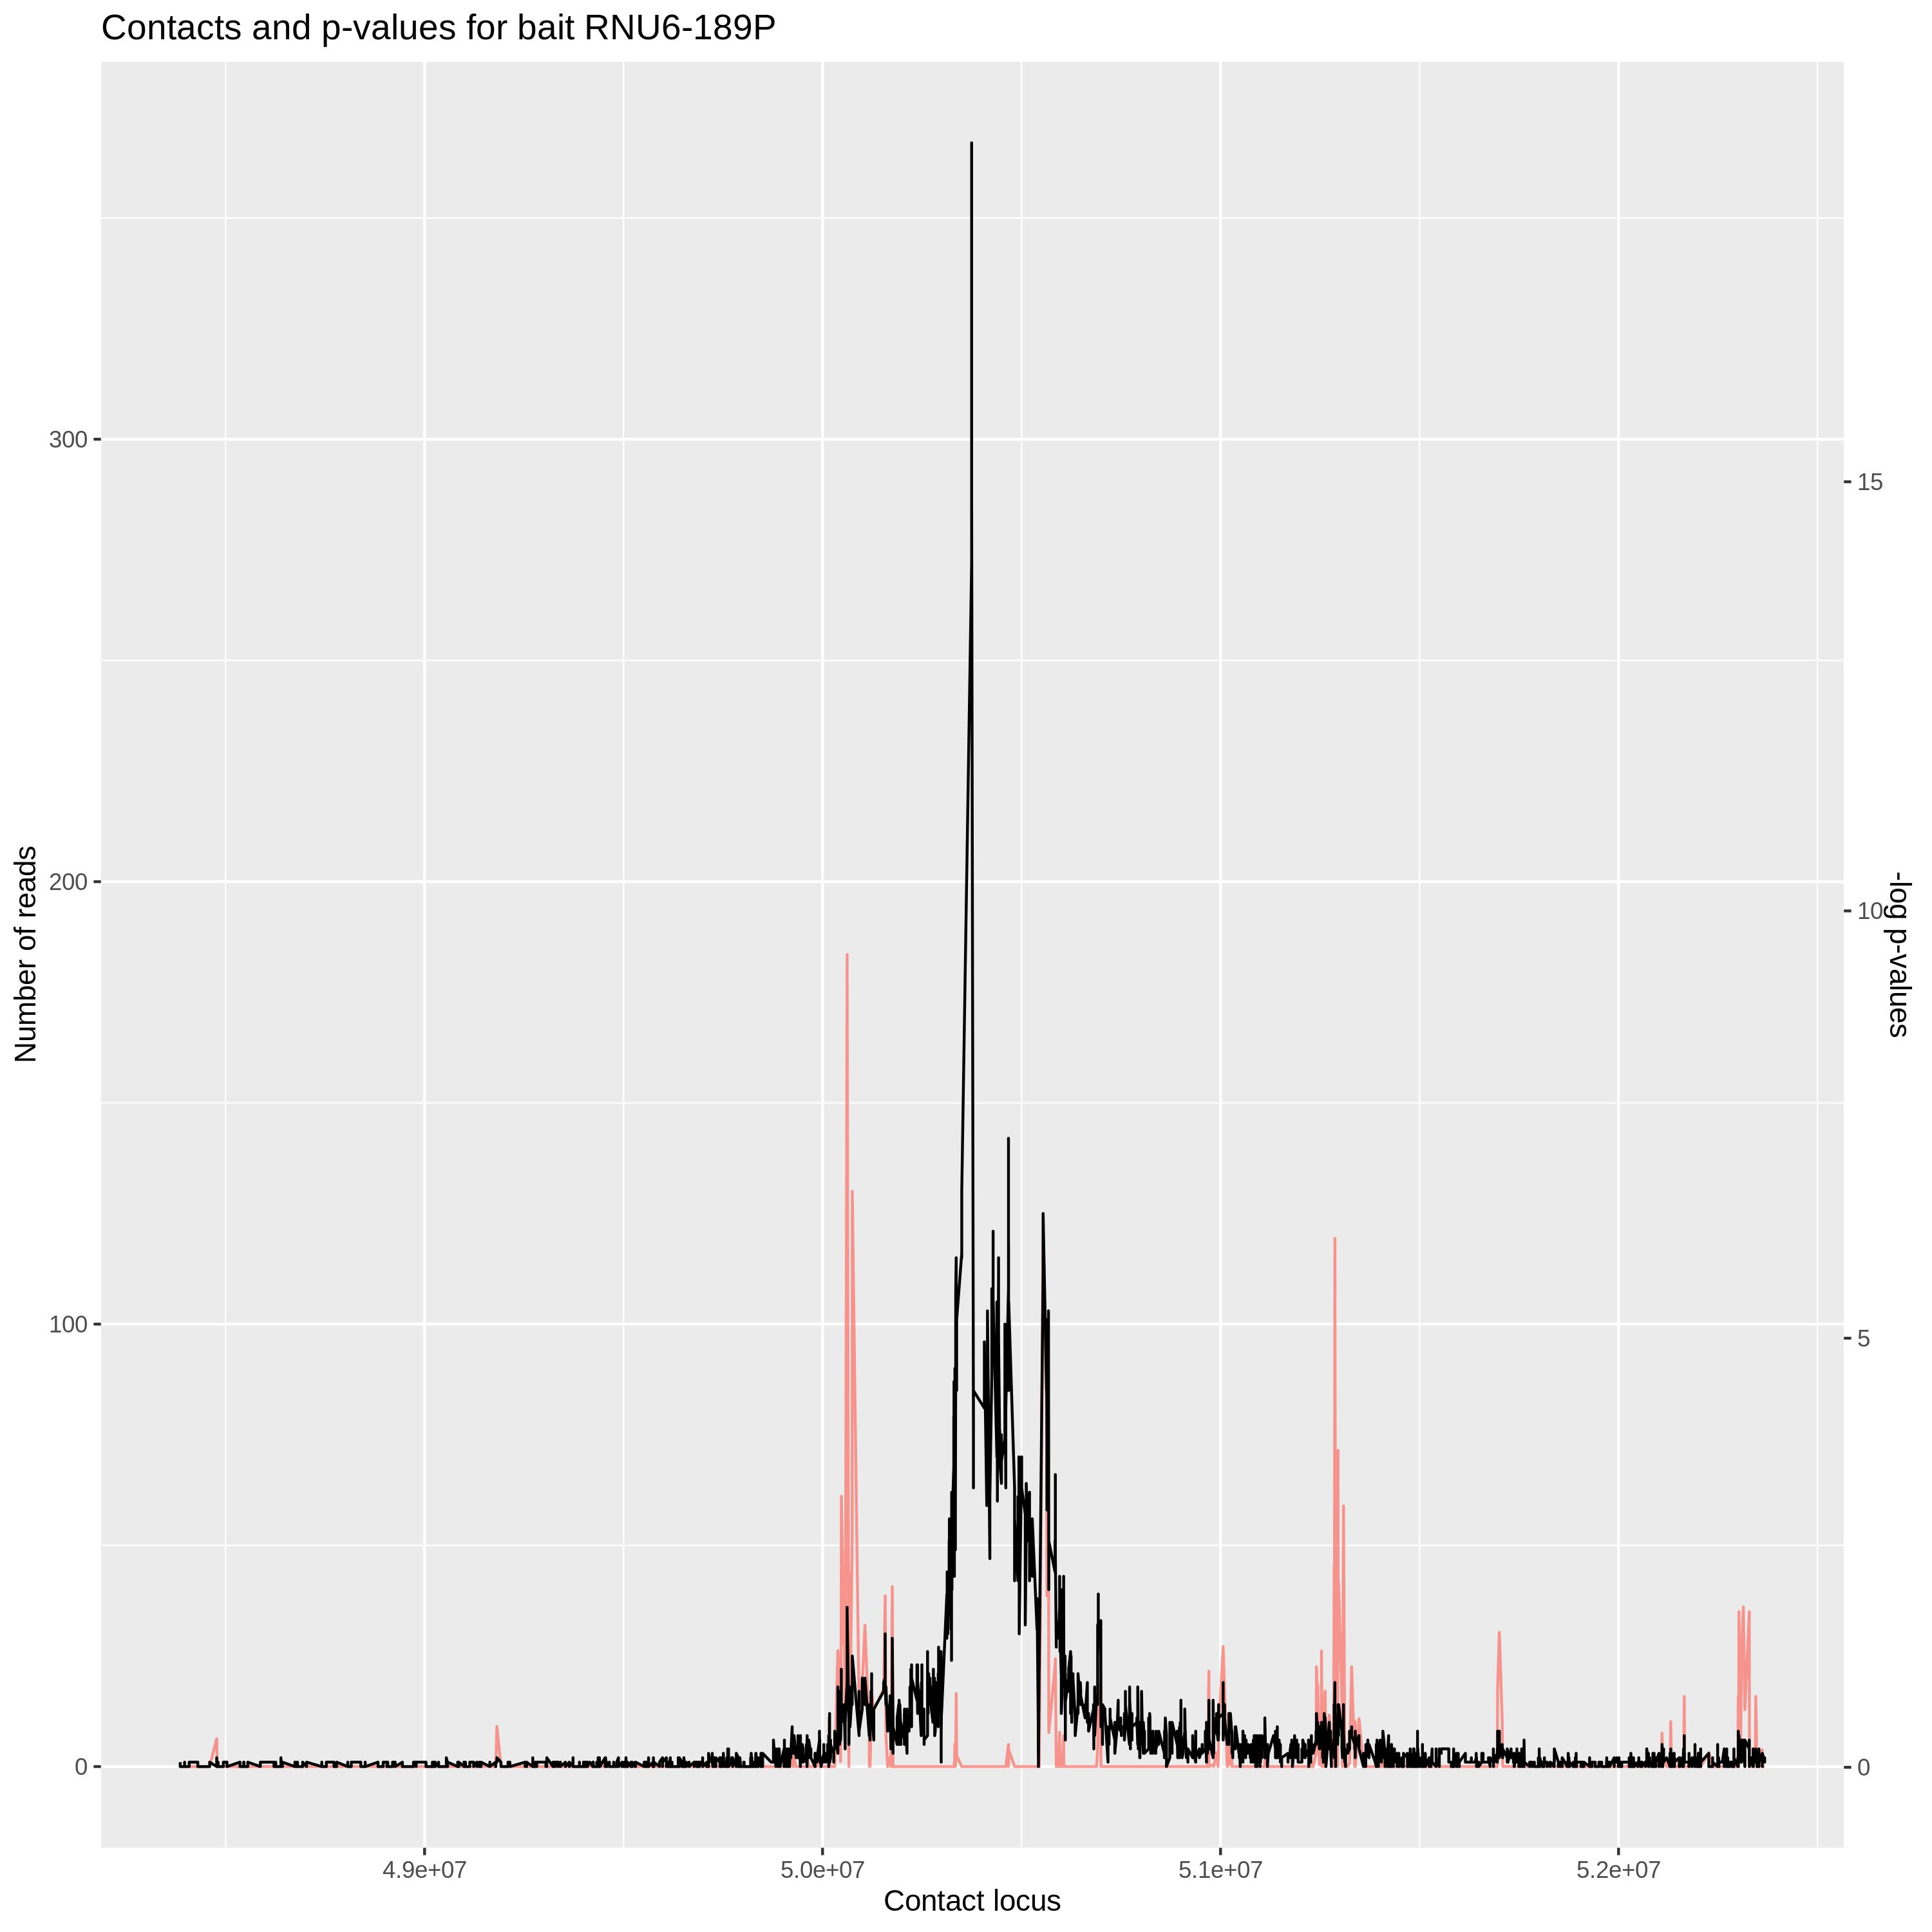 Contacts and p-values for bait RNU6-189P
Number of reads
300
200
100
0
15
10
5
0
-log p-values
4.9e+07
5.0e+07
5.1e+07
5.2e+07
Contact locus